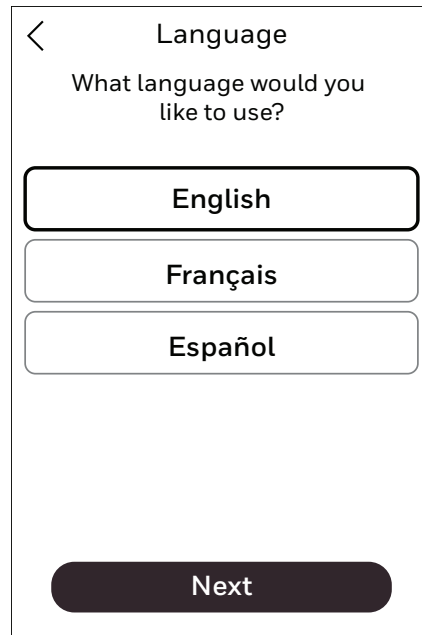 Language
What language would you
like to use?
English
Français
Español
Next